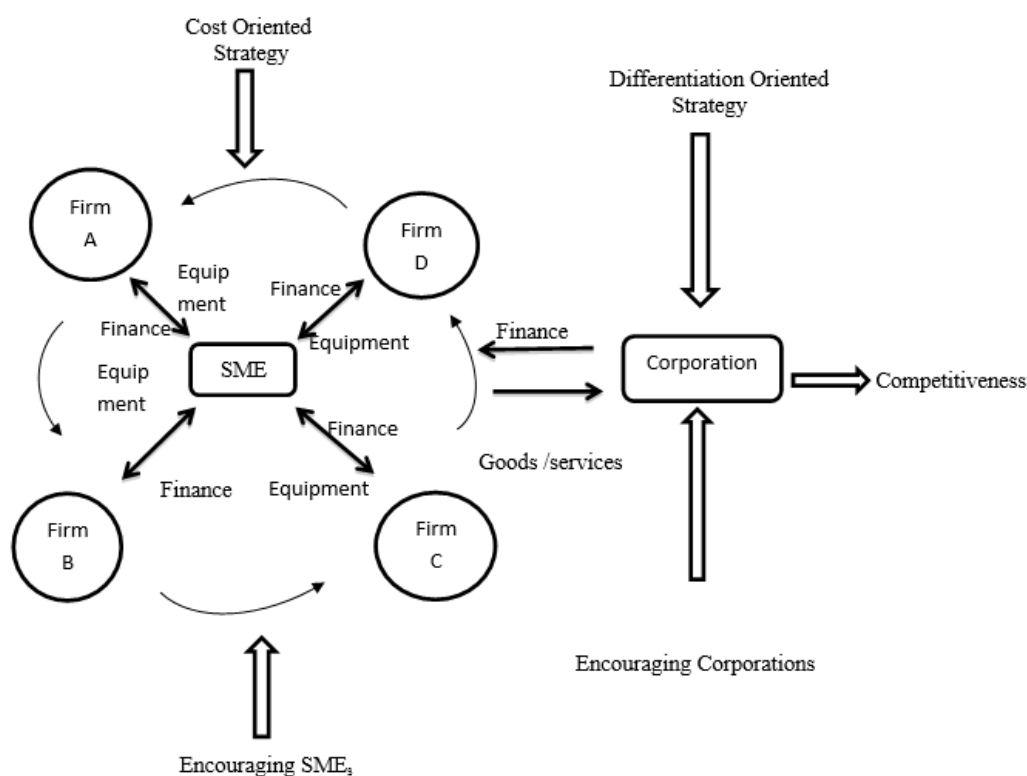 Cost Oriented
Strategy
Differentiation Oriented
Strategy
Firm
A
Firm
D
Equip
ment
Finance
Finance
Equipment
Finance
SME
Corporation
Competitiveness
Equip
ment
Finance
Goods /services
Finance
Equipment
Firm
B
Firm
C
Encouraging Corporations
Encouraging SMEs